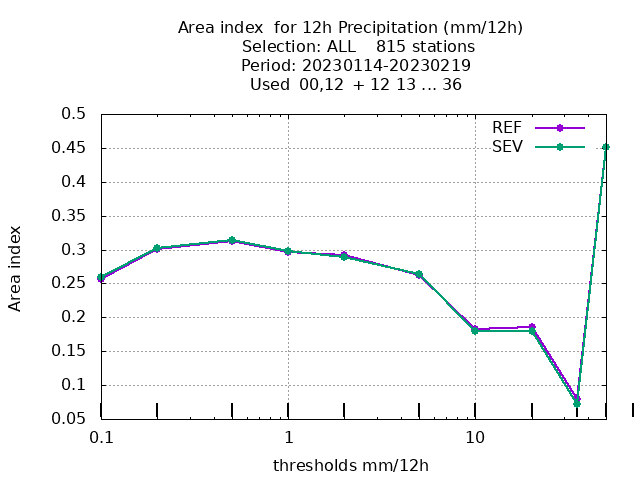 Area index  for 12h Precipitation (mm/12h)
Selection: ALL    815 stations
Period: 20230114-20230219
Used  00,12  + 12 13 ... 36
REF
SEV
0.5
0.45
0.4
0.35
0.3
0.25
0.2
0.15
0.1
0.05
Area index
0.1
1
10
thresholds mm/12h